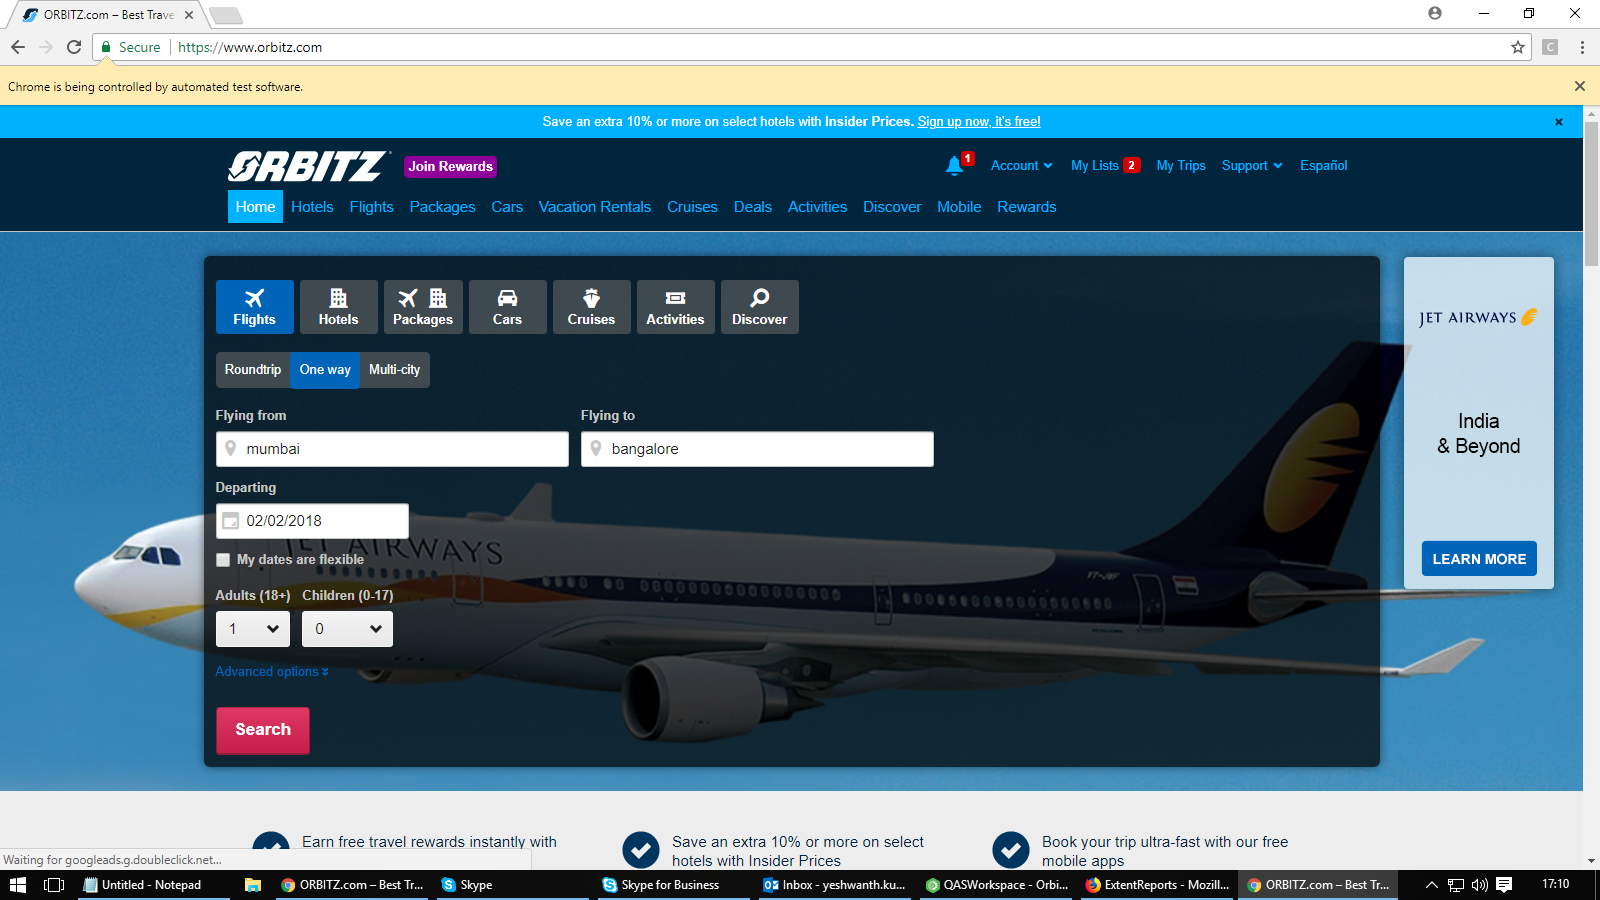 ORBITZ.com – Best Trave
Secure https://www.orbitz.com
C
Chrome is being controlled by automated test software.
Save an extra 10% or more on select hotels with Insider Prices. Sign up now, it's free!
ORBITZ Join Rewards 1 Account My Lists 2 My Trips Support Español
Home Hotels Flights Packages Cars Vacation Rentals Cruises Deals Activities Discover Mobile Rewards
Flights Hotels Packages Cars Cruises Activities Discover
JET AIRWAYS
Roundtrip One way Multi-city
Flying from Flying to
India
& Beyond
mumbai bangalore
Departing
02/02/2018
JET AIRWAYS
My dates are flexible
LEARN MORE
Adults (18+) Children (0-17)
1 0
Advanced options
Search
Earn free travel rewards instantly with
Save an extra 10% or more on select
hotels with Insider Prices
Book your trip ultra-fast with our free
mobile apps
Waiting for googleads.g.doubleclick.net...
Untitled - Notepad ORBITZ.com – Best Tr... Skype Skype for Business Inbox - yeshwanth.ku... QASWorkspace - Orbi... ExtentReports - Mozill... ORBITZ.com – Best Tr... 17:10